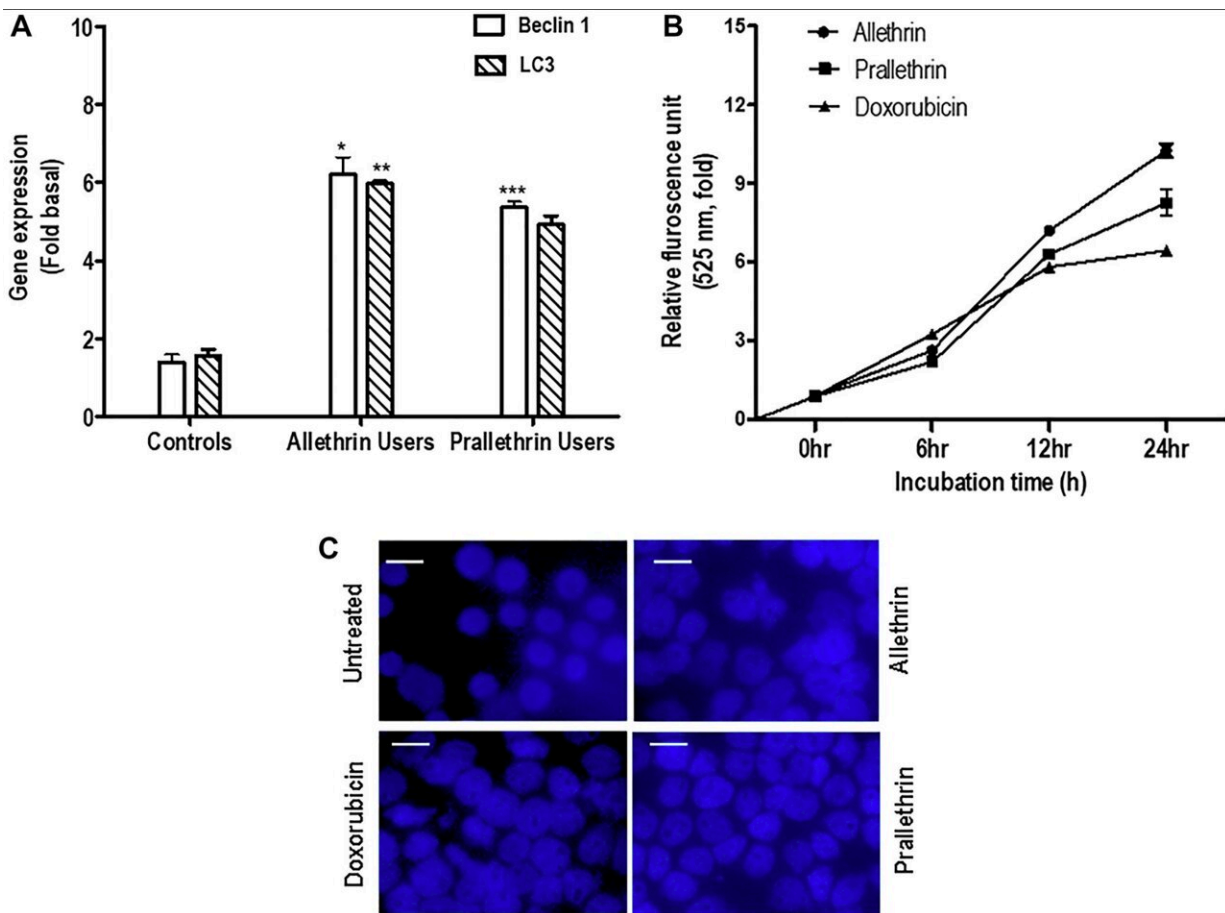 A
Beclin 1
LC3
Gene expression
(Fold basal)
10
8
6
4
2
0
*
**
***
Controls
Allethrin Users
Prallethrin Users
B
Allethrin
Prallethrin
Doxorubicin
Relative fluroscence unit
(525 nm, fold)
15
12
9
6
3
0
0hr
6hr
12hr
24hr
Incubation time (h)
C
Untreated
Allethrin
Doxorubicin
Prallethrin